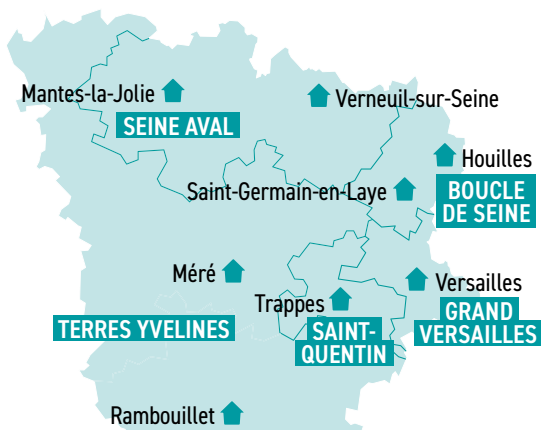 Mantes-la-Jolie
Verneuil-sur-Seine
SEINE AVAL
Houilles
Saint-Germain-en-Laye
BOUCLE
DE SEINE
Méré
Versailles
Trappes
GRAND
VERSAILLES
TERRES YVELINES
SAINT-
QUENTIN
Rambouillet